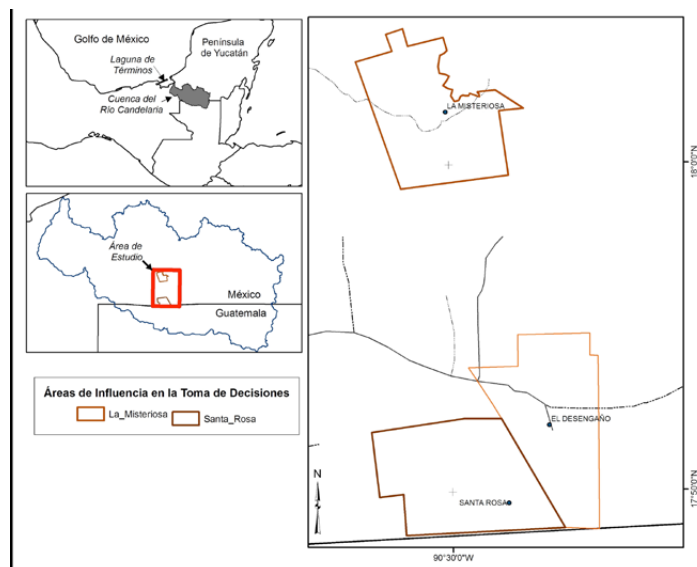 Golfo de México
Península
de Yucatán
Laguna de
Términos
Cuenca del
Río Candelaria
Área de
Estudio
México
Guatemala
Áreas de Influencia en la Toma de Decisiones
La_Misteriosa
Santa_Rosa
LA MISTERIOSA
18°0'0"N
EL DESENGAÑO
SANTA ROSA
17°50'0"N
N
90°30'0"W